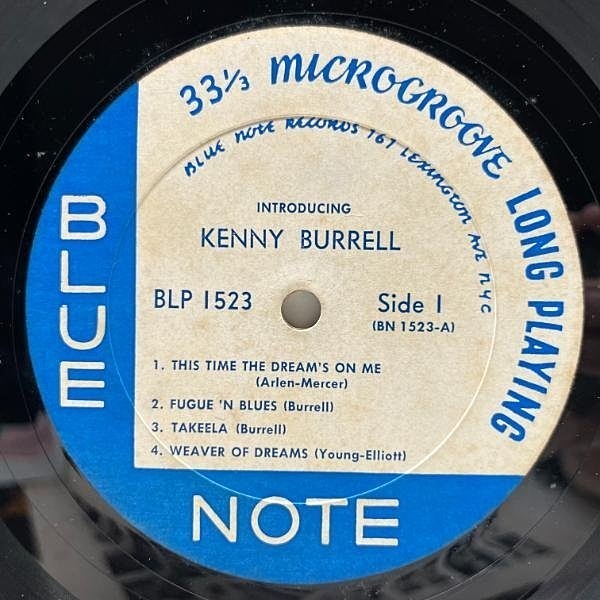 33⅓ MICROGROOVE LONG PLAYING
BLUE NOTE RECORDS 767 LEXINGTON AVE NYC
INTRODUCING
KENNY BURRELL
BLP 1523
Side 1
(BN 1523-A)
1. THIS TIME THE DREAM'S ON ME
(Arlen-Mercer)
2. FUGUE 'N BLUES (Burrell)
3. TAKEELA (Burrell)
4. WEAVER OF DREAMS (Young-Elliott)
BLUE
NOTE